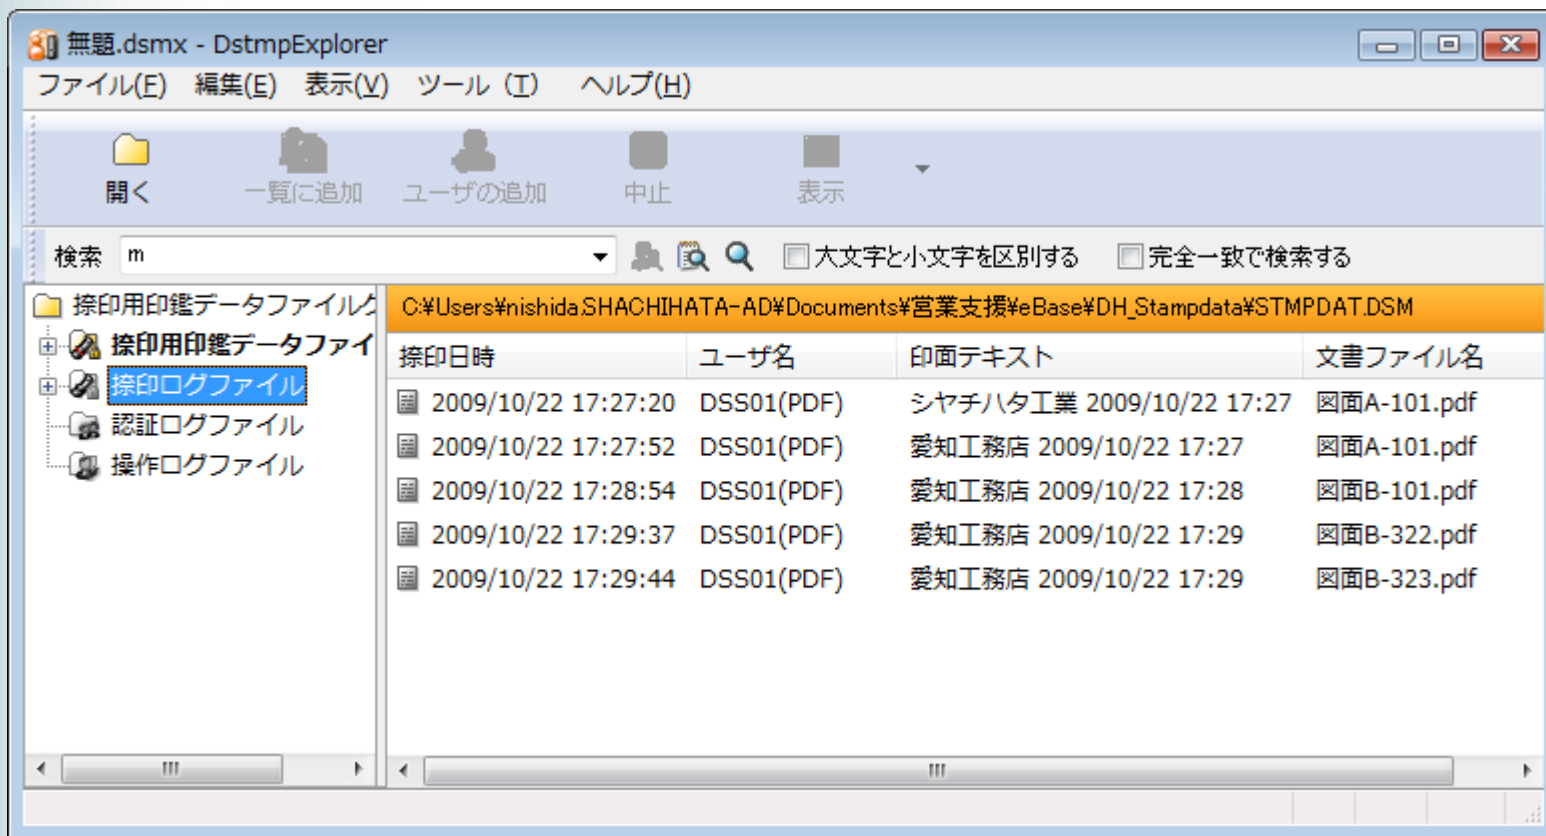 無題.dsmx - DstmpExplorer
ファイル(F) 編集(E) 表示(V) ツール (T) ヘルプ(H)
開く 一覧に追加 ユーザの追加 中止 表示
検索 m 大文字と小文字を区別する 完全一致で検索する
捺印用印鑑データファイルグ
捺印用印鑑データファイ
捺印ログファイル
認証ログファイル
操作ログファイル
C:¥Users¥nishida.SHACHIHATA-AD¥Documents¥営業支援¥eBase¥DH_Stampdata¥STMPDAT.DSM
捺印日時 ユーザ名 印面テキスト 文書ファイル名
2009/10/22 17:27:20 DSS01(PDF) シヤチハタ工業 2009/10/22 17:27 図面A-101.pdf
2009/10/22 17:27:52 DSS01(PDF) 愛知工務店 2009/10/22 17:27 図面A-101.pdf
2009/10/22 17:28:54 DSS01(PDF) 愛知工務店 2009/10/22 17:28 図面B-101.pdf
2009/10/22 17:29:37 DSS01(PDF) 愛知工務店 2009/10/22 17:29 図面B-322.pdf
2009/10/22 17:29:44 DSS01(PDF) 愛知工務店 2009/10/22 17:29 図面B-323.pdf